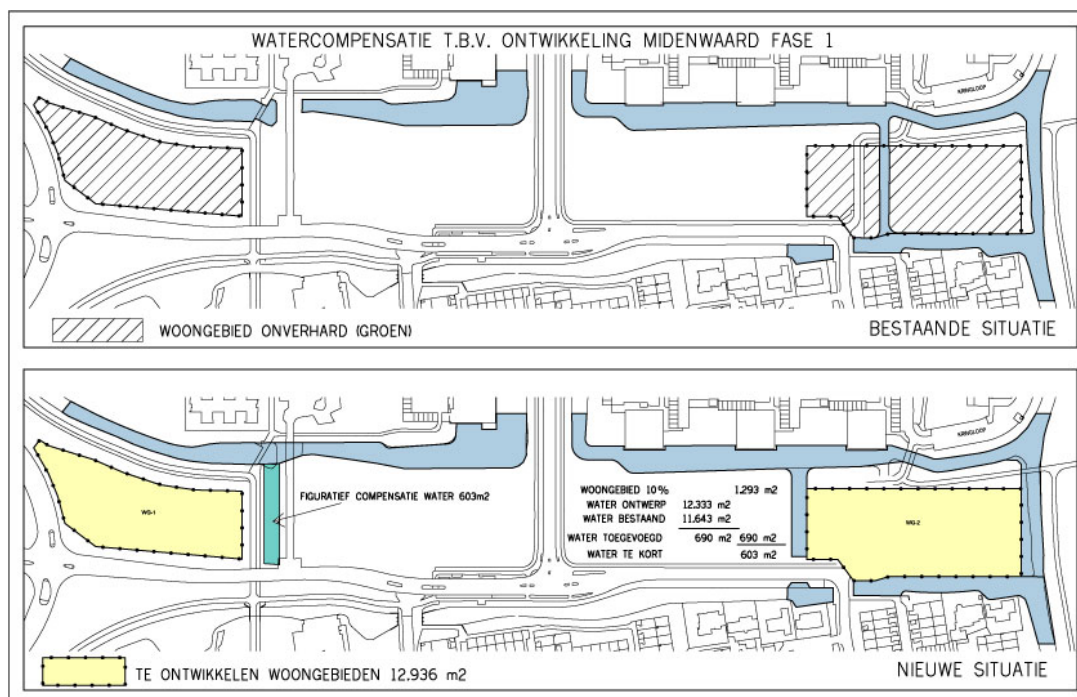 WATERCOMPENSATIE T.B.V. ONTWIKKELING MIDENWAARD FASE 1
KRINGLOOP
WOONGEBIED ONVERHARD (GROEN)
BESTAANDE SITUATIE
KRINGLOOP
FIGURATIEF COMPENSATIE WATER 603m2
WOONGEBIED 10% 1.293 m2
WATER ONTWERP 12.333 m2
WATER BESTAAND 11.643 m2
WATER TOEGEVOEGD 690 m2 690 m2
WATER TE KORT 603 m2
WG-1
WG-2
TE ONTWIKKELEN WOONGEBIEDEN 12.936 m2
NIEUWE SITUATIE